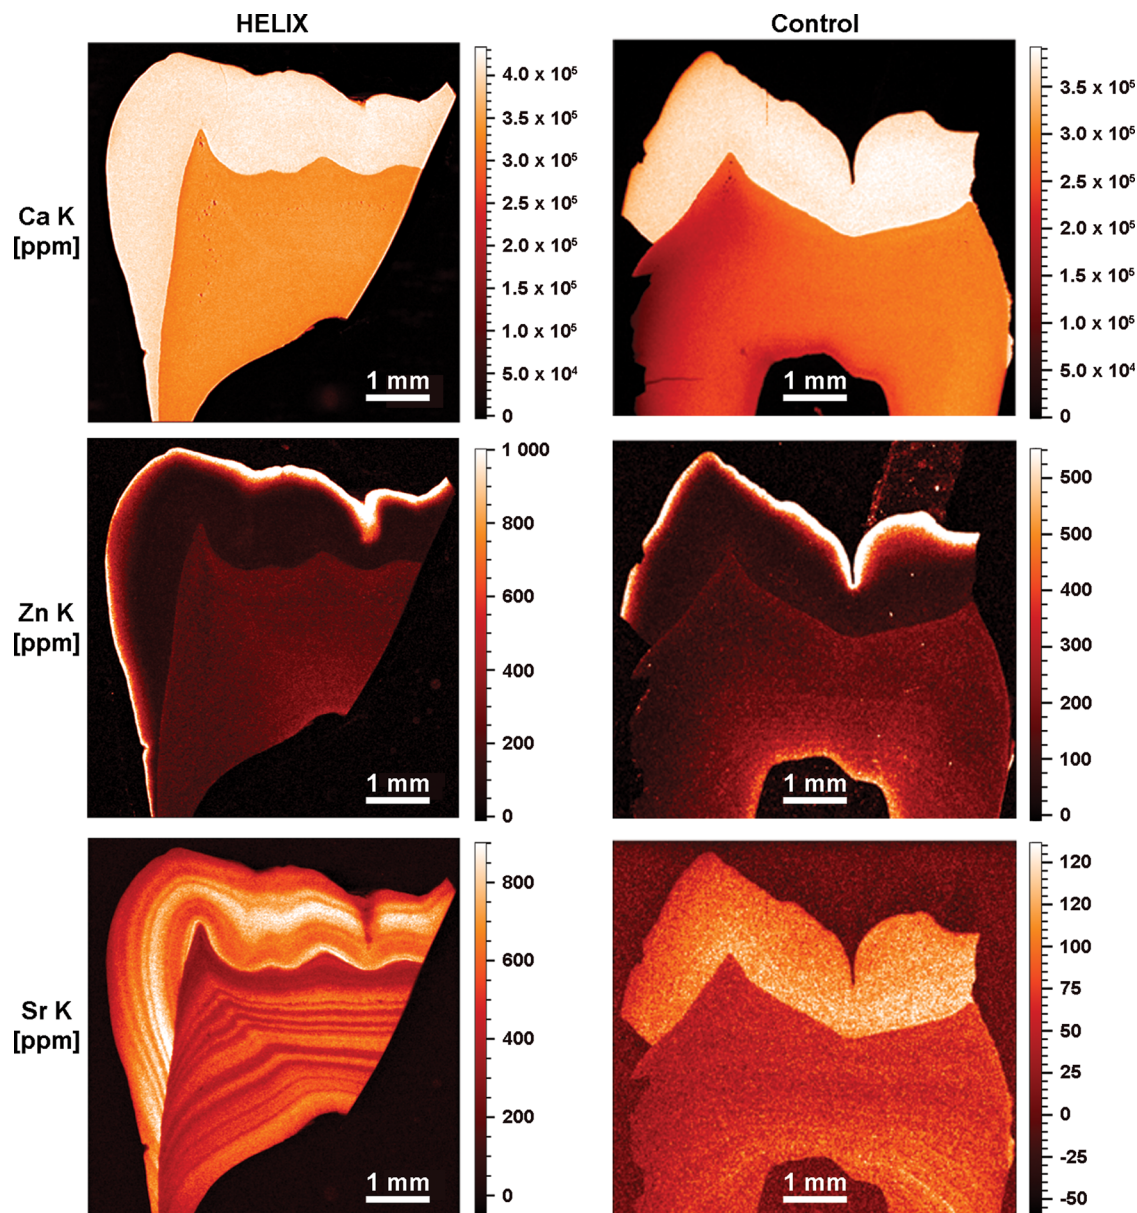 HELIX
Control
Ca K
[ppm]
4.0 x 10⁵
3.5 x 10⁵
3.0 x 10⁵
2.5 x 10⁵
2.0 x 10⁵
1.5 x 10⁵
1.0 x 10⁵
5.0 x 10⁴
0
1 mm
3.5 x 10⁵
3.0 x 10⁵
2.5 x 10⁵
2.0 x 10⁵
1.5 x 10⁵
1.0 x 10⁵
5.0 x 10⁴
0
1 mm
Zn K
[ppm]
1 000
800
600
400
200
0
1 mm
500
500
400
300
200
100
0
1 mm
Sr K
[ppm]
800
600
400
200
0
1 mm
120
120
100
75
50
25
0
-25
-50
1 mm